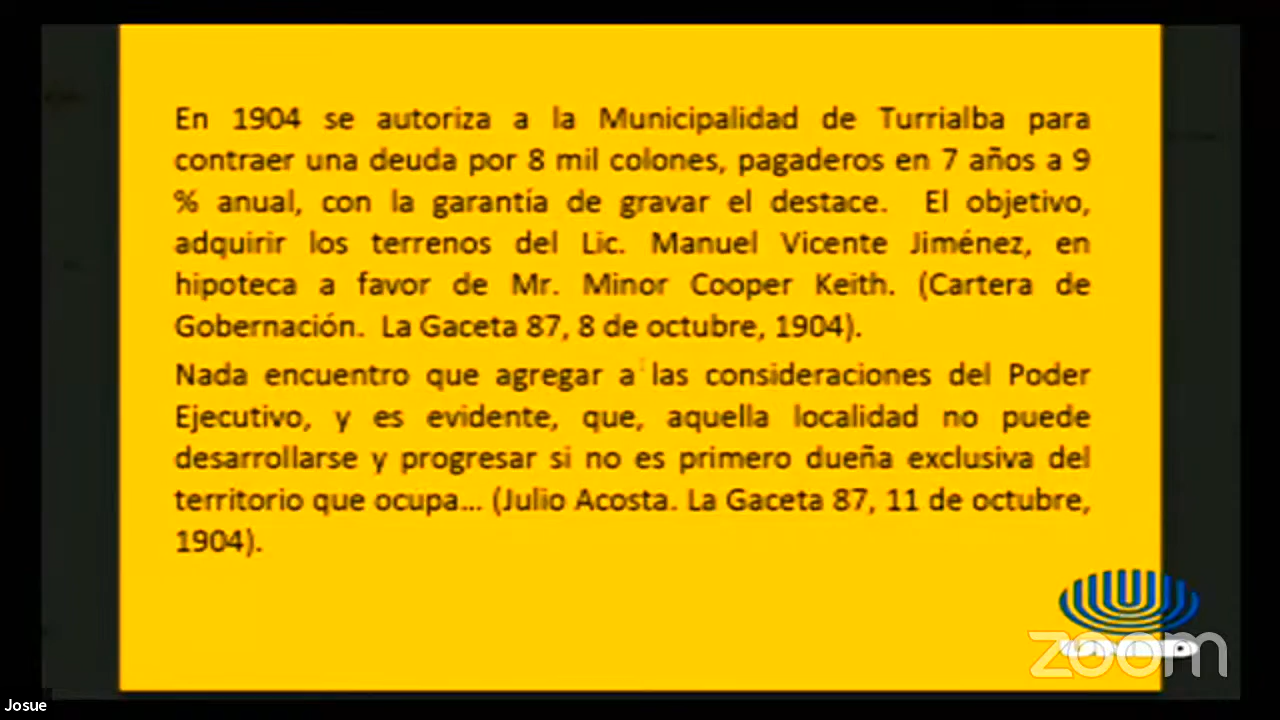 En 1904 se autoriza a la Municipalidad de Turrialba para
contraer una deuda por 8 mil colones, pagaderos en 7 años a 9
% anual, con la garantía de gravar el destace. El objetivo,
adquirir los terrenos del Lic. Manuel Vicente Jiménez, en
hipoteca a favor de Mr. Minor Cooper Keith. (Cartera de
Gobernación. La Gaceta 87, 8 de octubre, 1904).
Nada encuentro que agregar a las consideraciones del Poder
Ejecutivo, y es evidente, que, aquella localidad no puede
desarrollarse y progresar si no es primero dueña exclusiva del
territorio que ocupa... (Julio Acosta. La Gaceta 87, 11 de octubre,
1904).
zoom
Josue